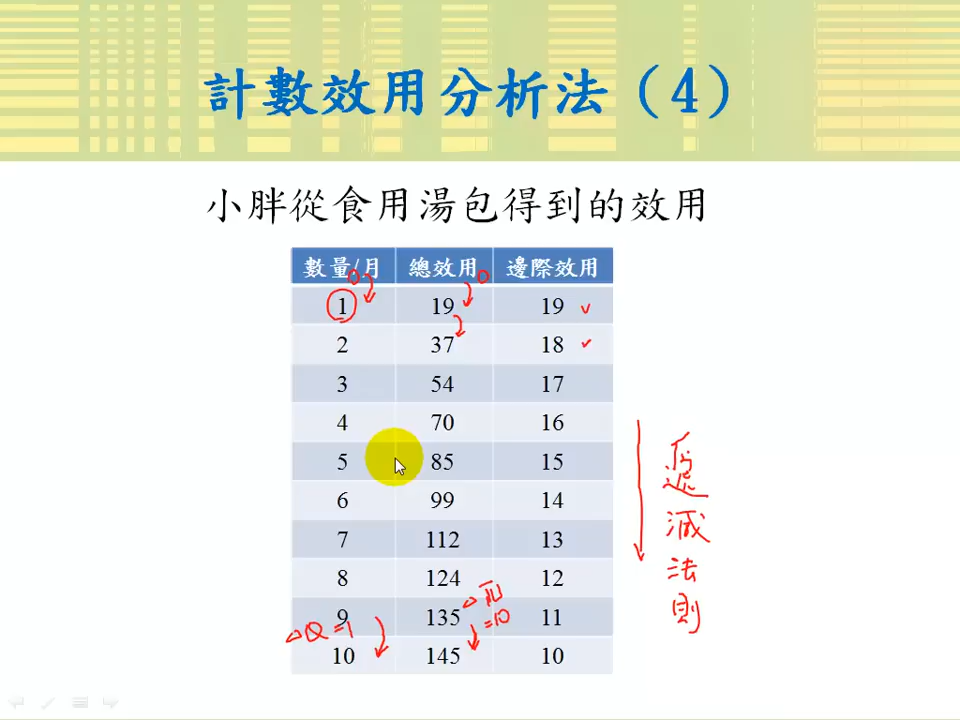 計數效用分析法（4）
小胖從食用湯包得到的效用
數量/月 總效用 邊際效用
0 0
1 19 19
2 37 18
3 54 17
4 70 16
5 85 15
6 99 14
7 112 13
8 124 12
9 135 11
△Q=1 =10
10 145 10
遞減法則